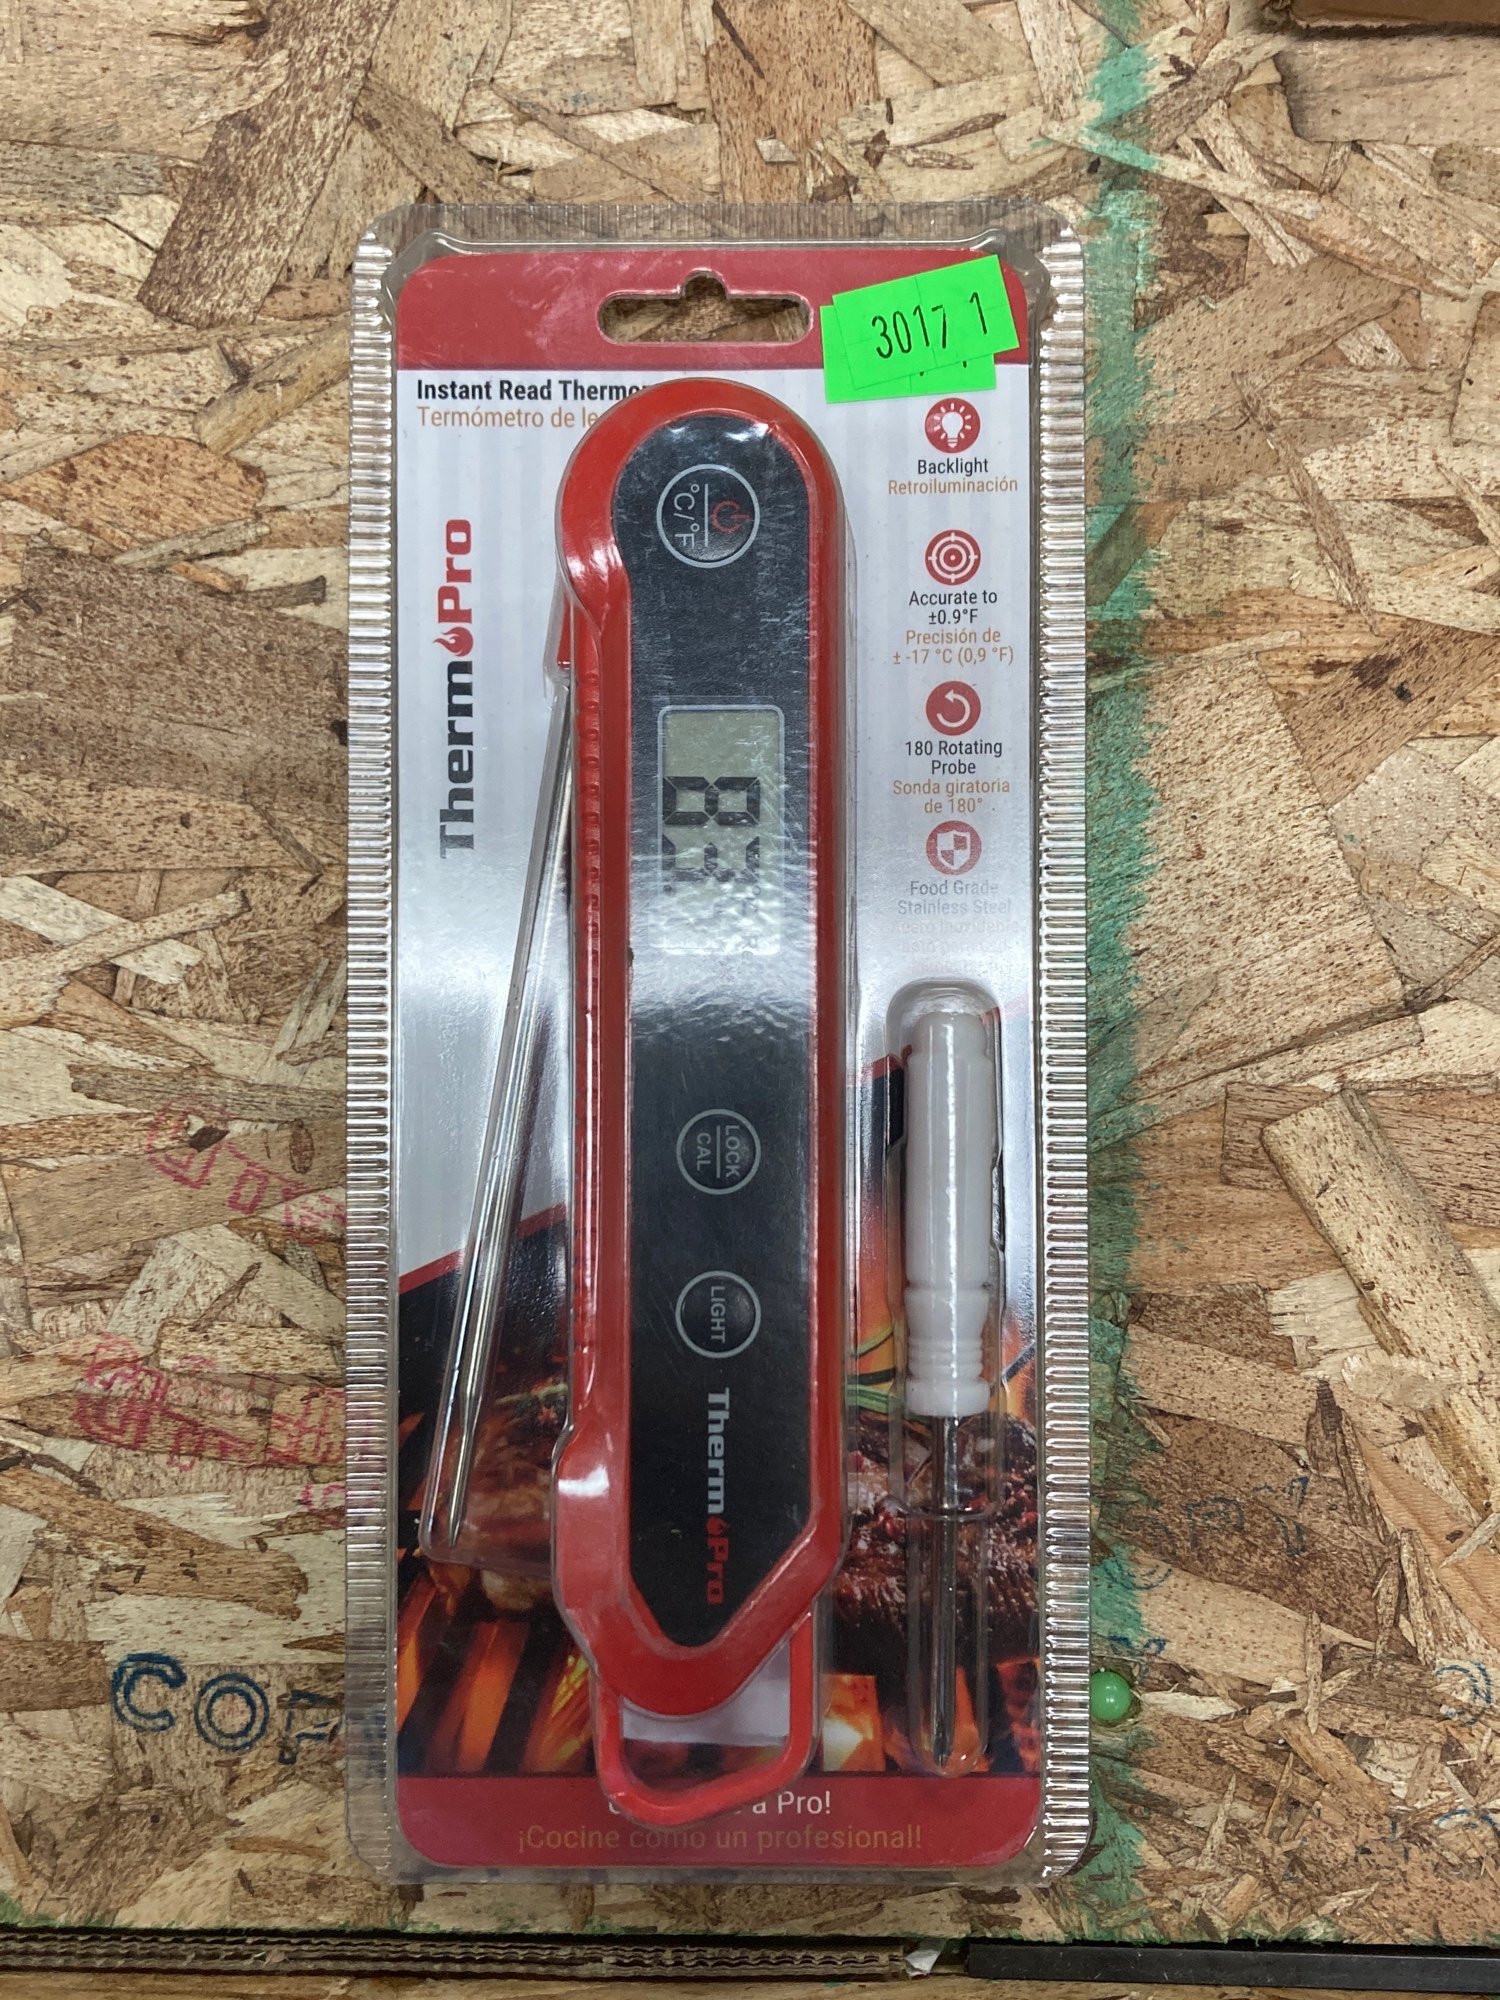 3017 1
Instant Read Thermo
Termómetro de le
ThermoPro
°C/°F
Backlight
Retroiluminación
Accurate to
±0.9°F
Precisión de
± -17 °C (0,9 °F)
180 Rotating
Probe
Sonda giratoria
de 180°
Food Grade
Stainless Steel
LOCK
CAL
LIGHT
ThermoPro
a Pro!
¡Cocine como un profesional!
CO